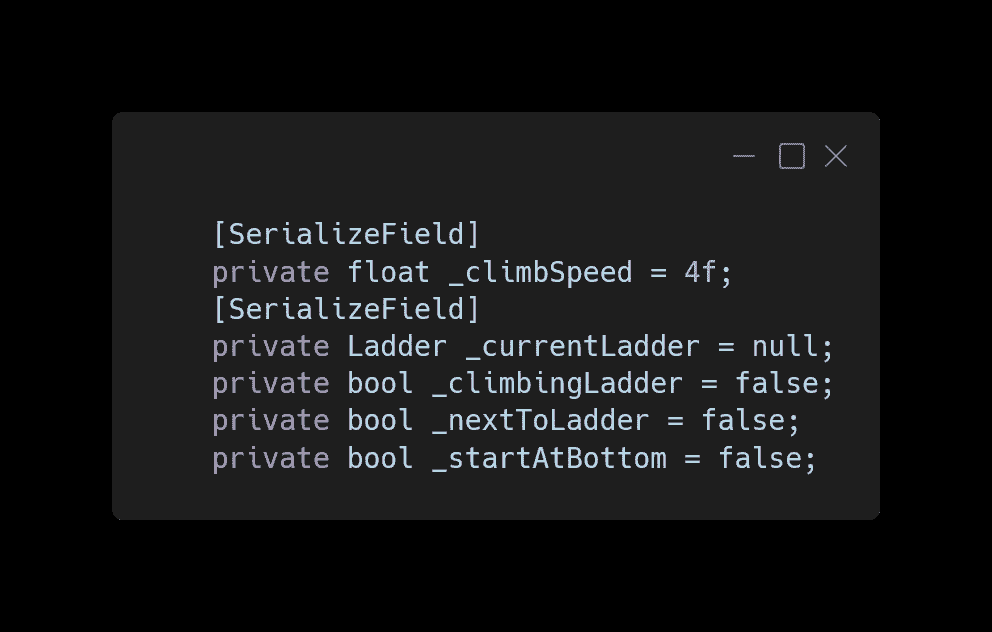 [SerializeField]
private float _climbSpeed = 4f;
[SerializeField]
private Ladder _currentLadder = null;
private bool _climbingLadder = false;
private bool _nextToLadder = false;
private bool _startAtBottom = false;